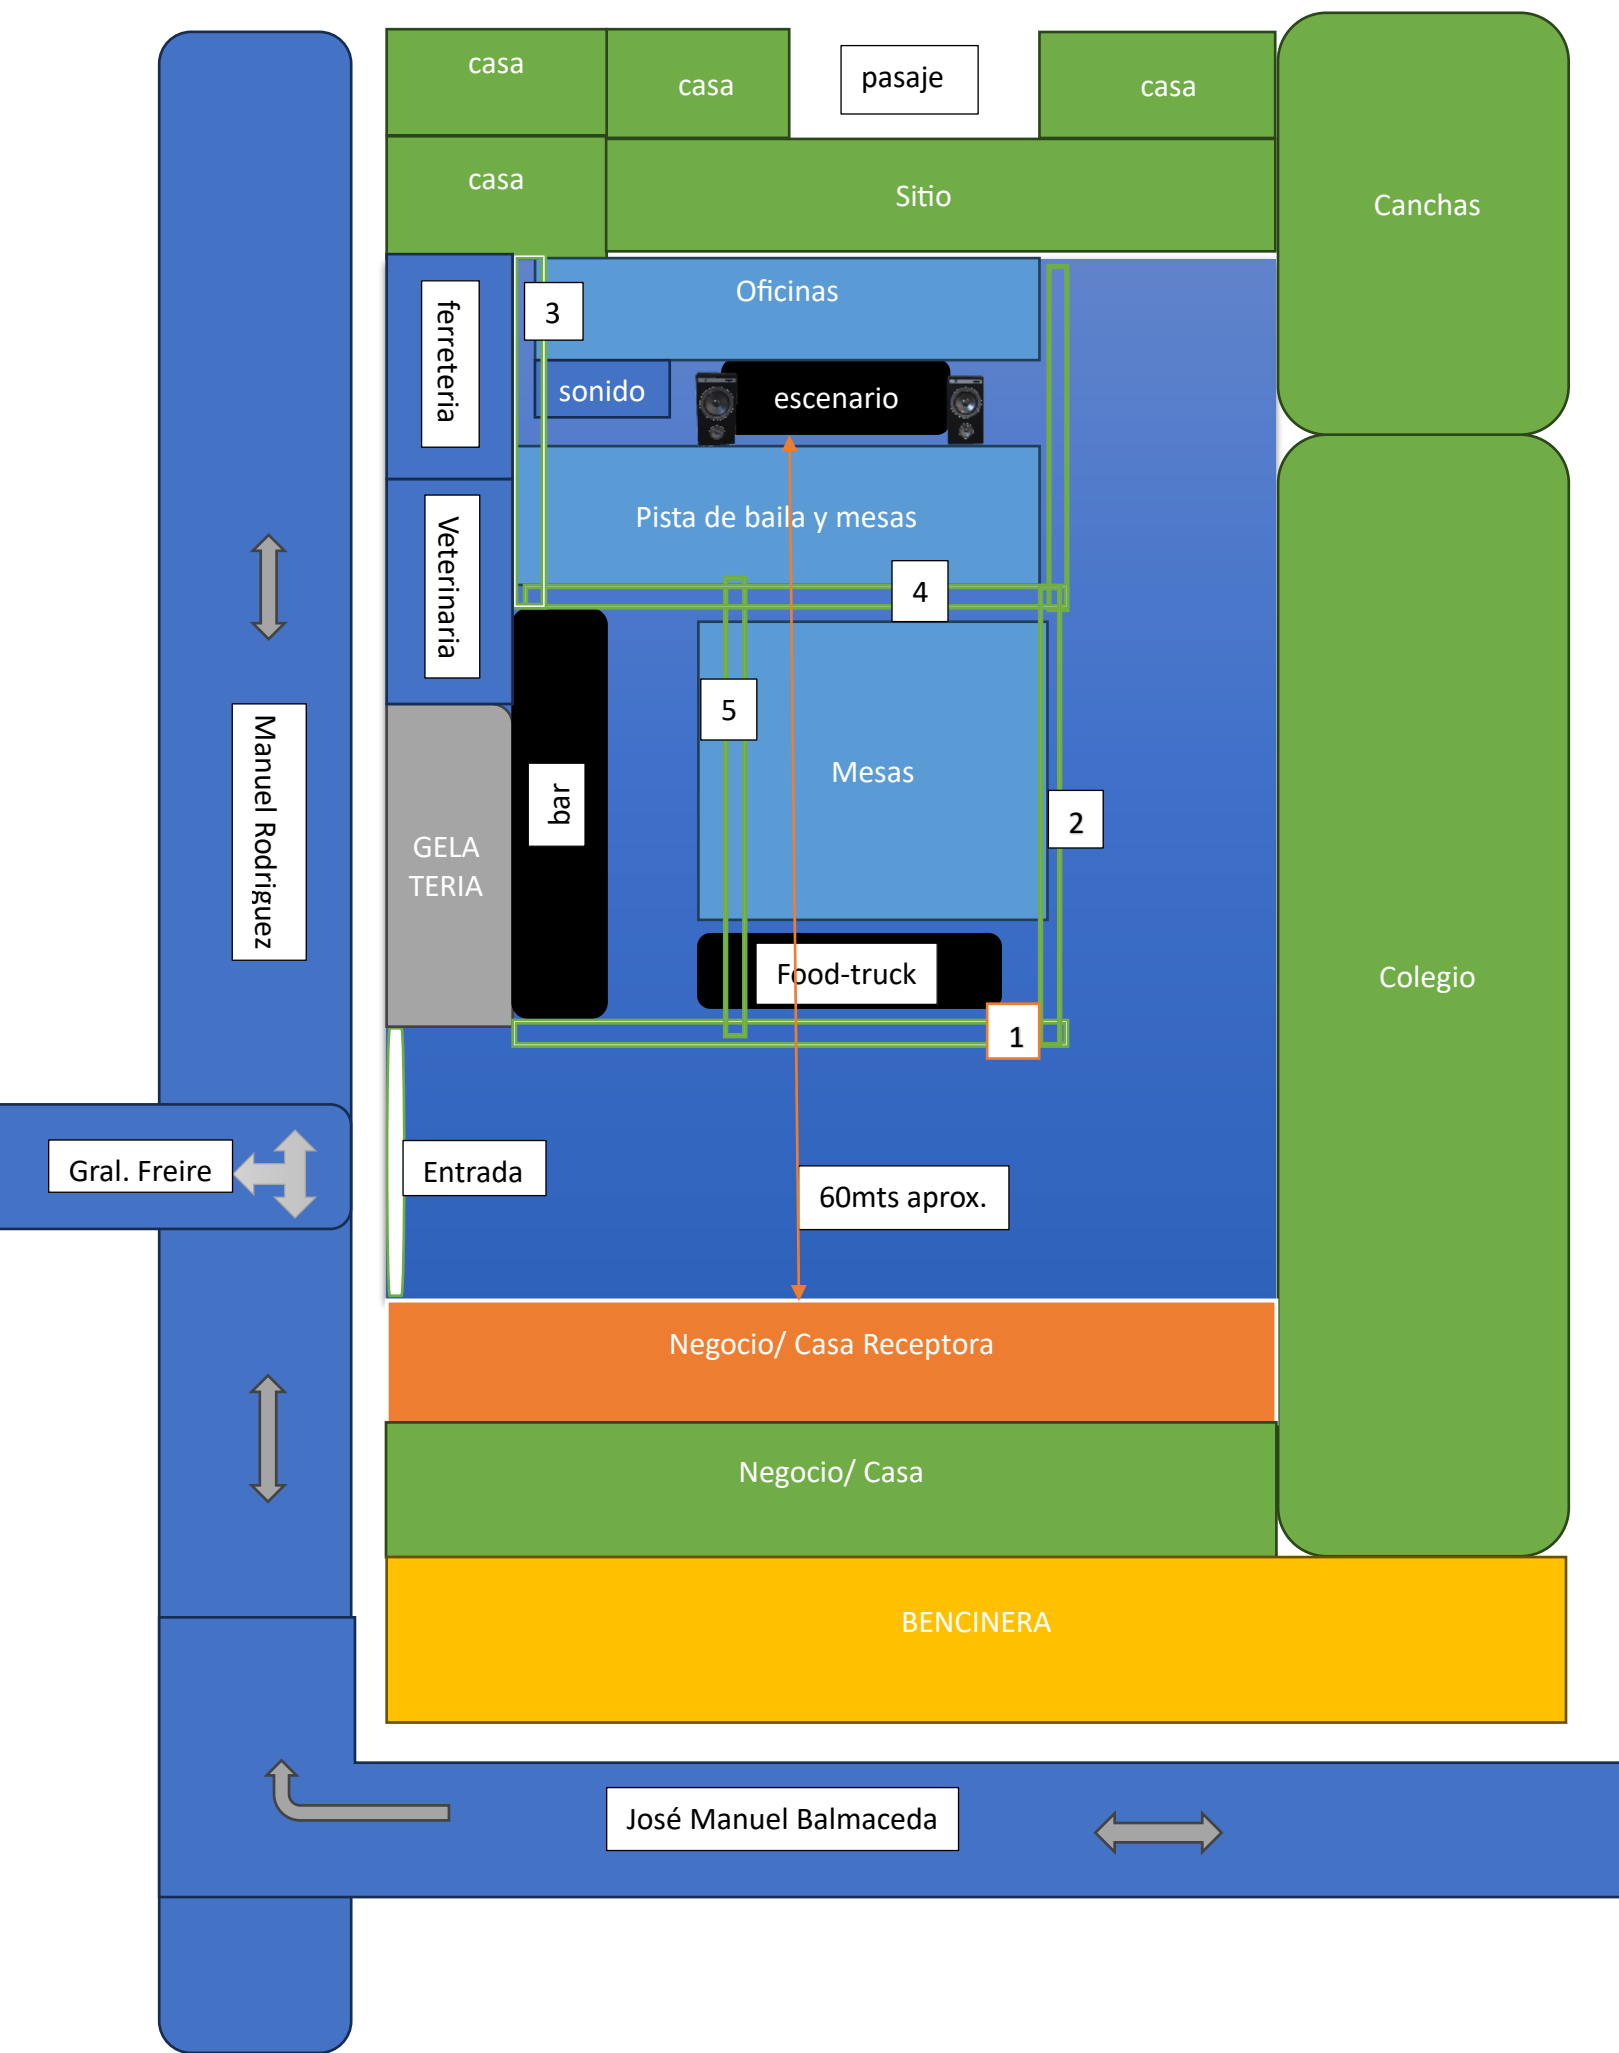 casa
casa
pasaje
casa
casa
Sitio
Canchas
Oficinas
3
ferreteria
sonido
escenario
Pista de baila y mesas
Veterinaria
4
5
Manuel Rodriguez
Mesas
bar
2
GELA
TERIA
Food-truck
Colegio
1
Gral. Freire
Entrada
60mts aprox.
Negocio/ Casa Receptora
Negocio/ Casa
BENCINERA
José Manuel Balmaceda